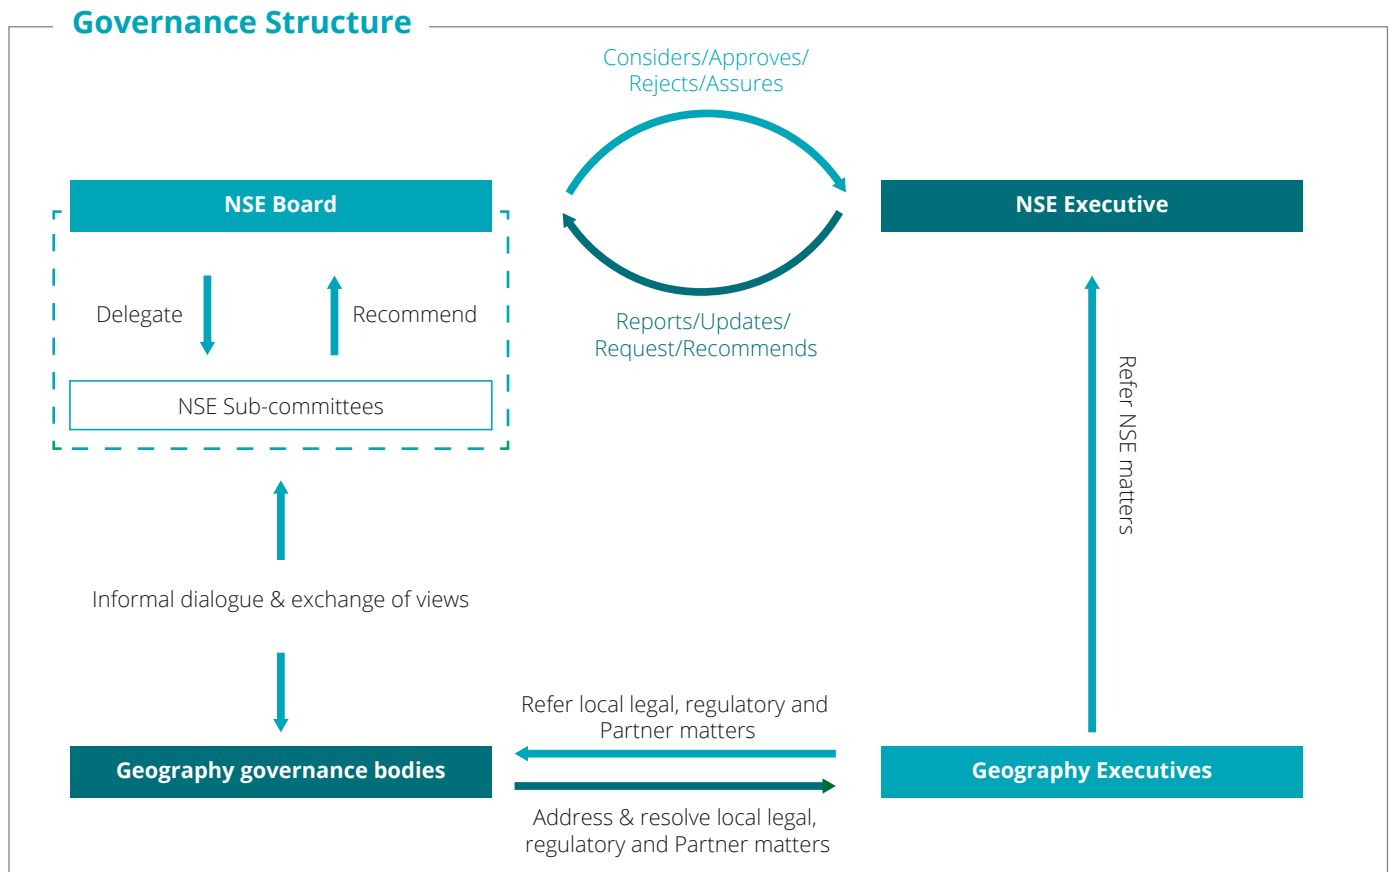 Governance Structure
Considers/Approves/
Rejects/Assures
NSE Board
NSE Executive
Delegate
Recommend
Reports/Updates/
Request/Recommends
NSE Sub-committees
Refer NSE matters
Informal dialogue & exchange of views
Refer local legal, regulatory and
Partner matters
Geography governance bodies
Geography Executives
Address & resolve local legal,
regulatory and Partner matters